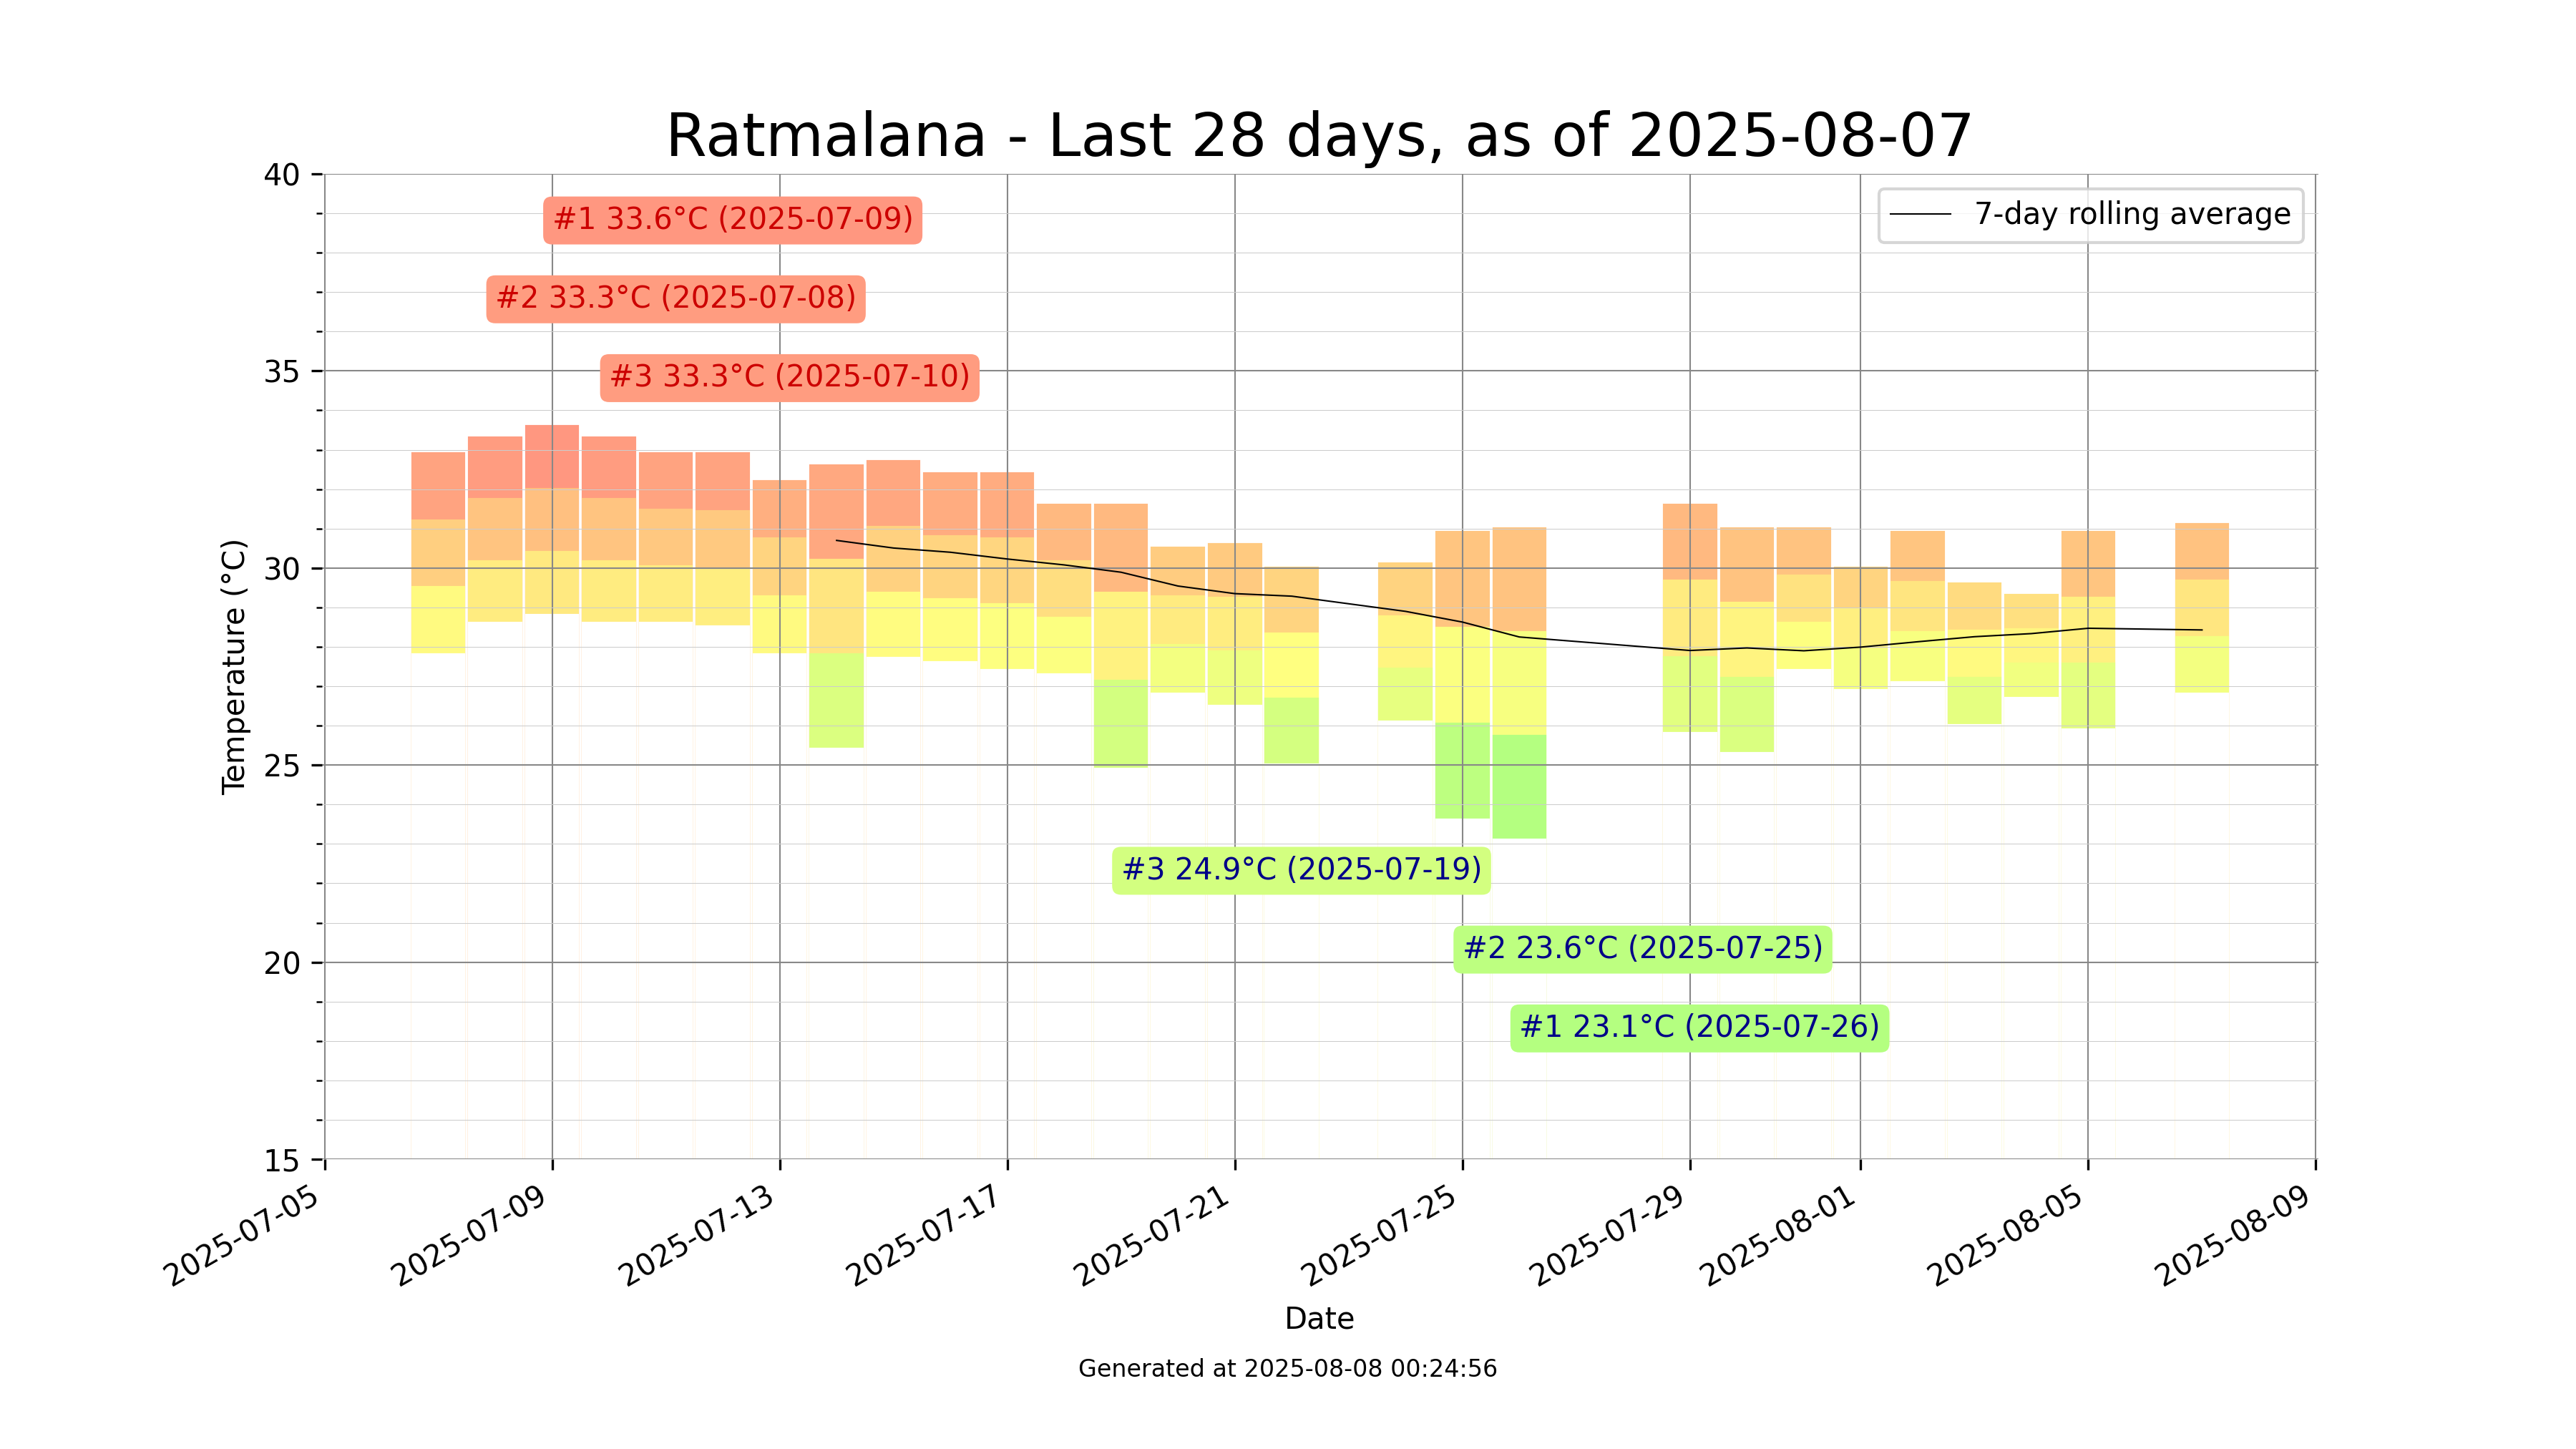 Ratmalana - Last 28 days, as of 2025-08-07
7-day rolling average
#1 33.6°C (2025-07-09)
#2 33.3°C (2025-07-08)
#3 33.3°C (2025-07-10)
#3 24.9°C (2025-07-19)
#2 23.6°C (2025-07-25)
#1 23.1°C (2025-07-26)
Temperature (°C)
40
35
30
25
20
15
2025-07-05
2025-07-09
2025-07-13
2025-07-17
2025-07-21
2025-07-25
2025-07-29
2025-08-01
2025-08-05
2025-08-09
Date
Generated at 2025-08-08 00:24:56